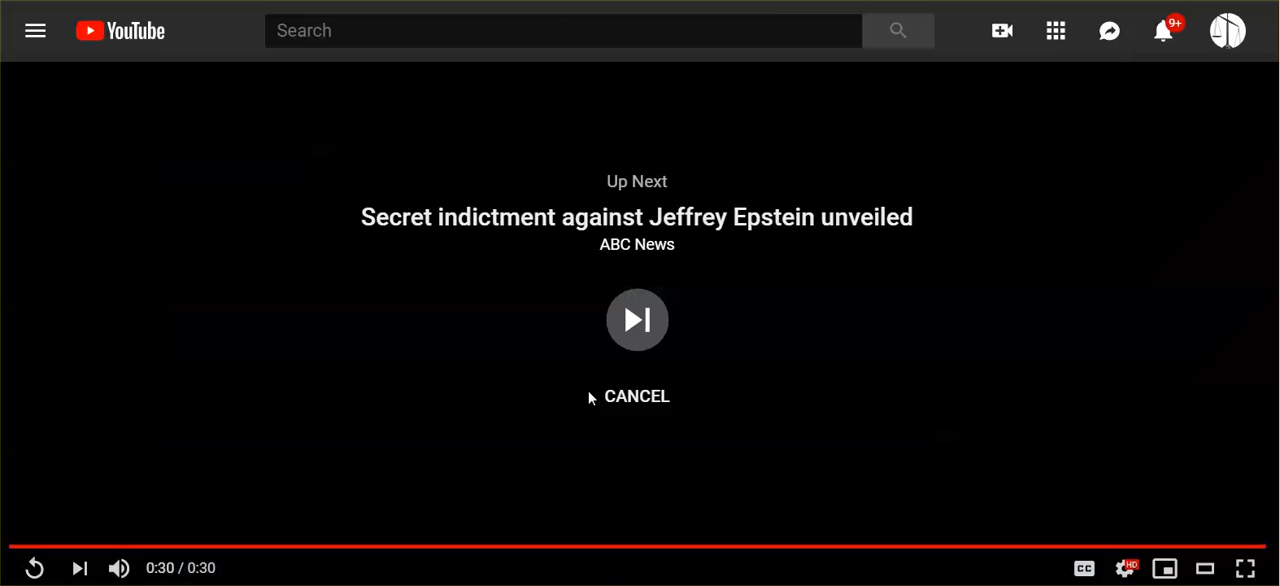 YouTube
Search
9+
Up Next
Secret indictment against Jeffrey Epstein unveiled
ABC News
CANCEL
0:30 / 0:30
CC
HD